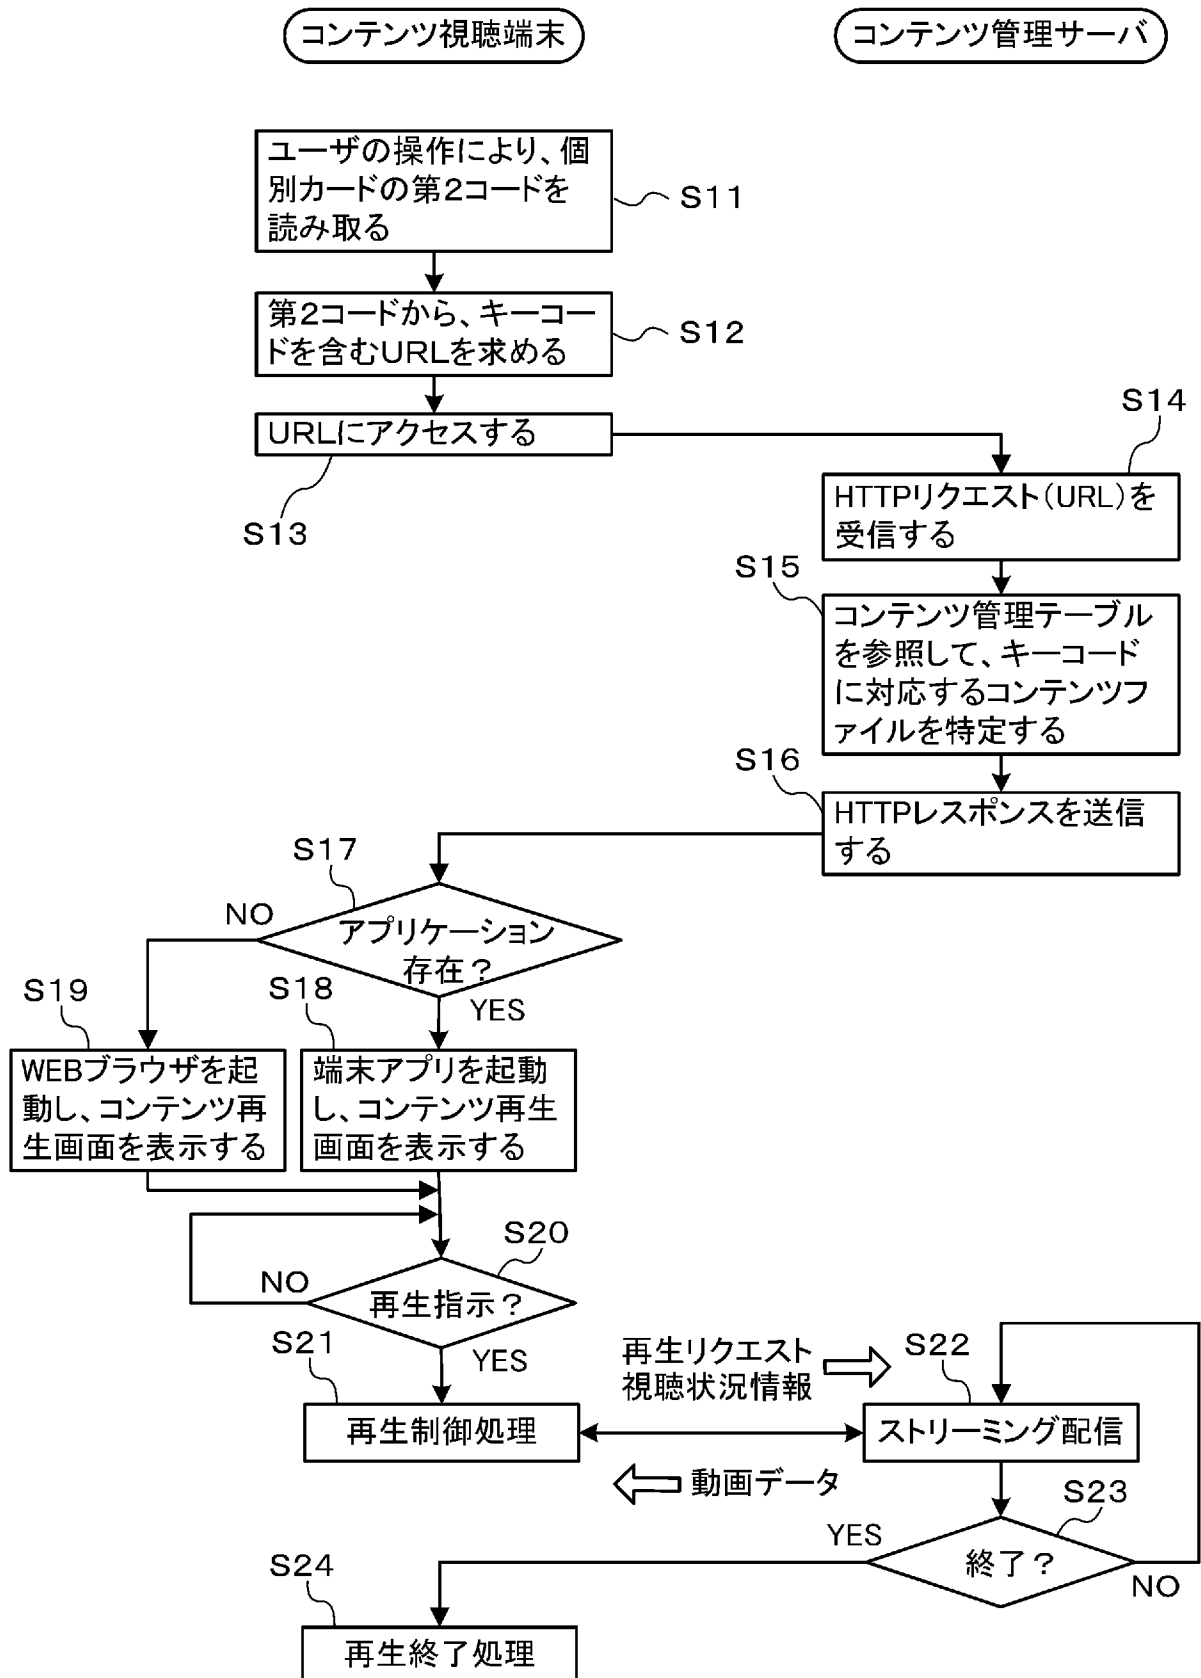 コンテンツ視聴端末
コンテンツ管理サーバ
ユーザの操作により、個
別カードの第2コードを
読み取る
S11
第2コードから、キーコー
ドを含むURLを求める
S12
URLにアクセスする
S13
S14
HTTPリクエスト(URL)を
受信する
S15
コンテンツ管理テーブル
を参照して、キーコード
に対応するコンテンツフ
ァイルを特定する
S16
HTTPレスポンスを送信
する
S17
NO
アプリケーション
存在?
YES
S19
S18
WEBブラウザを起
動し、コンテンツ再
生画面を表示する
端末アプリを起動
し、コンテンツ再生
画面を表示する
S20
NO
再生指示?
YES
S21
再生リクエスト
視聴状況情報
S22
再生制御処理
ストリーミング配信
動画データ
S23
YES
終了?
NO
S24
再生終了処理